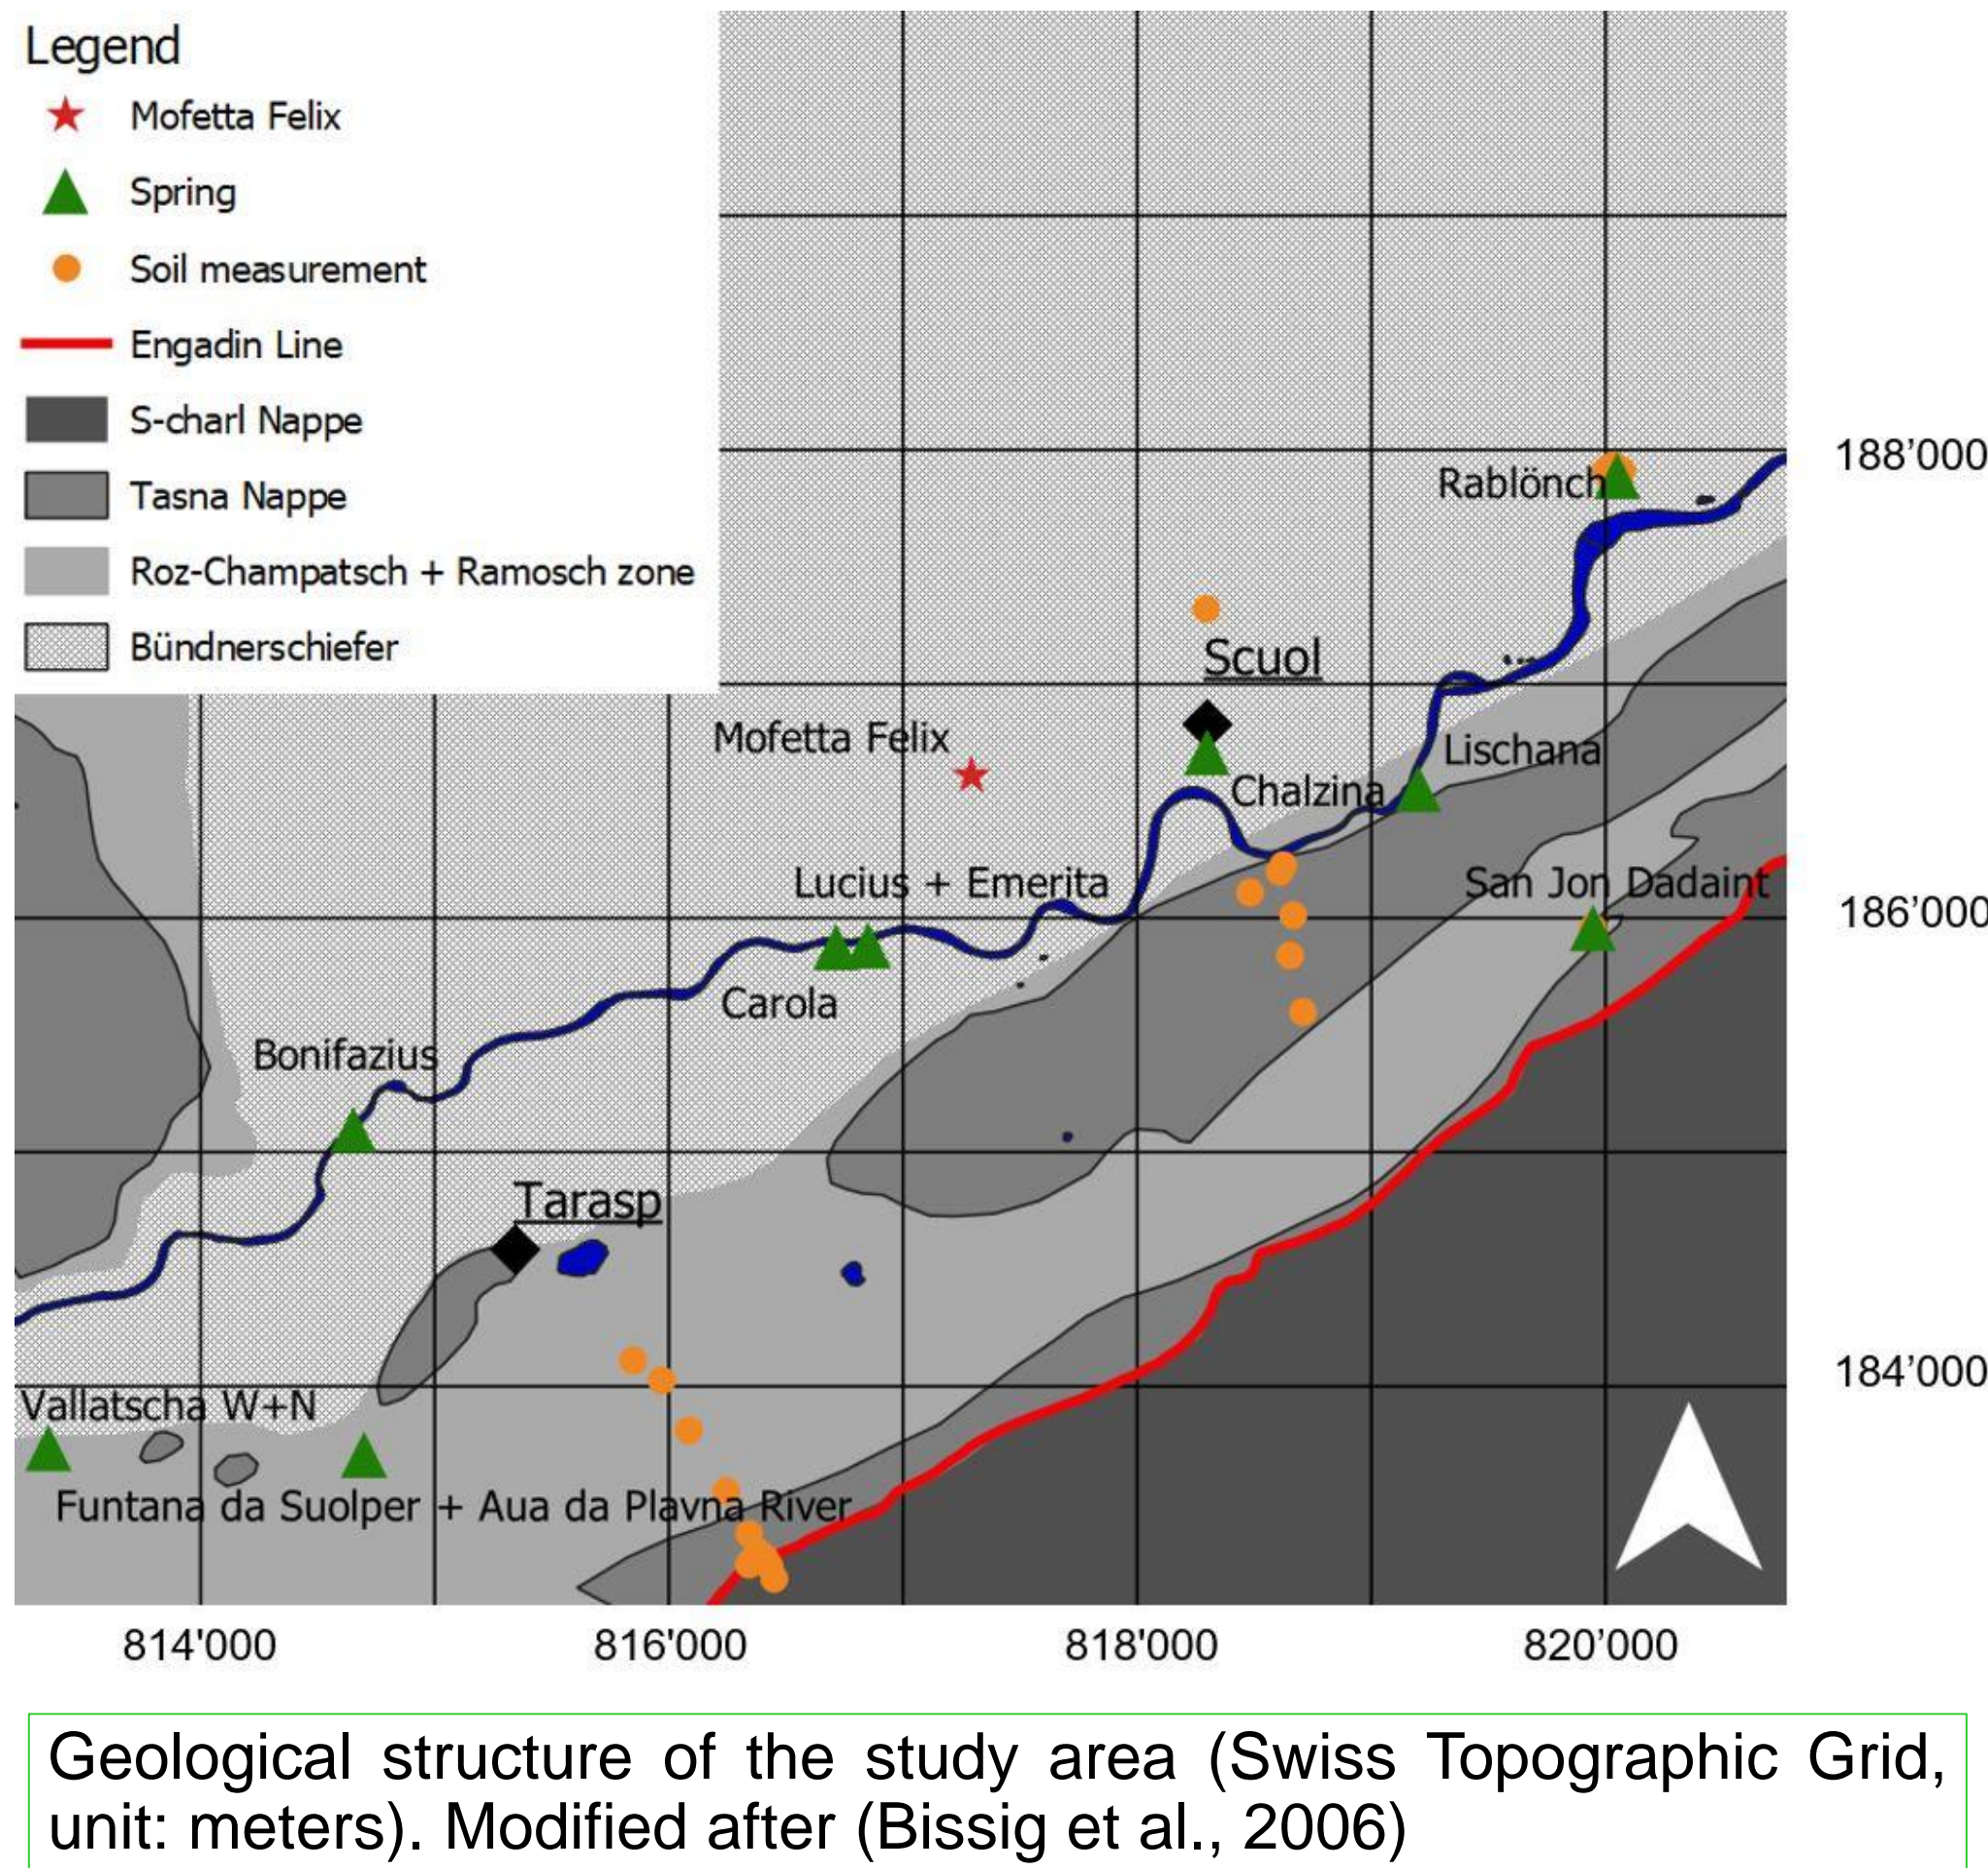 Legend
Mofetta Felix
Spring
Soil measurement
Engadin Line
S-charl Nappe
Tasna Nappe
Roz-Champatsch + Ramosch zone
Bündnerschiefer
188’000
Rablönch
Scuol
Mofetta Felix
Lischana
Chalzina
Lucius + Emerita
San Jon Dadaint
186’000
Carola
Bonifazius
Tarasp
184’000
Vallatscha W+N
Funtana da Suolper + Aua da Plavna River
814'000
816'000
818'000
820’000
Geological structure of the study area (Swiss Topographic Grid,
unit: meters). Modified after (Bissig et al., 2006)